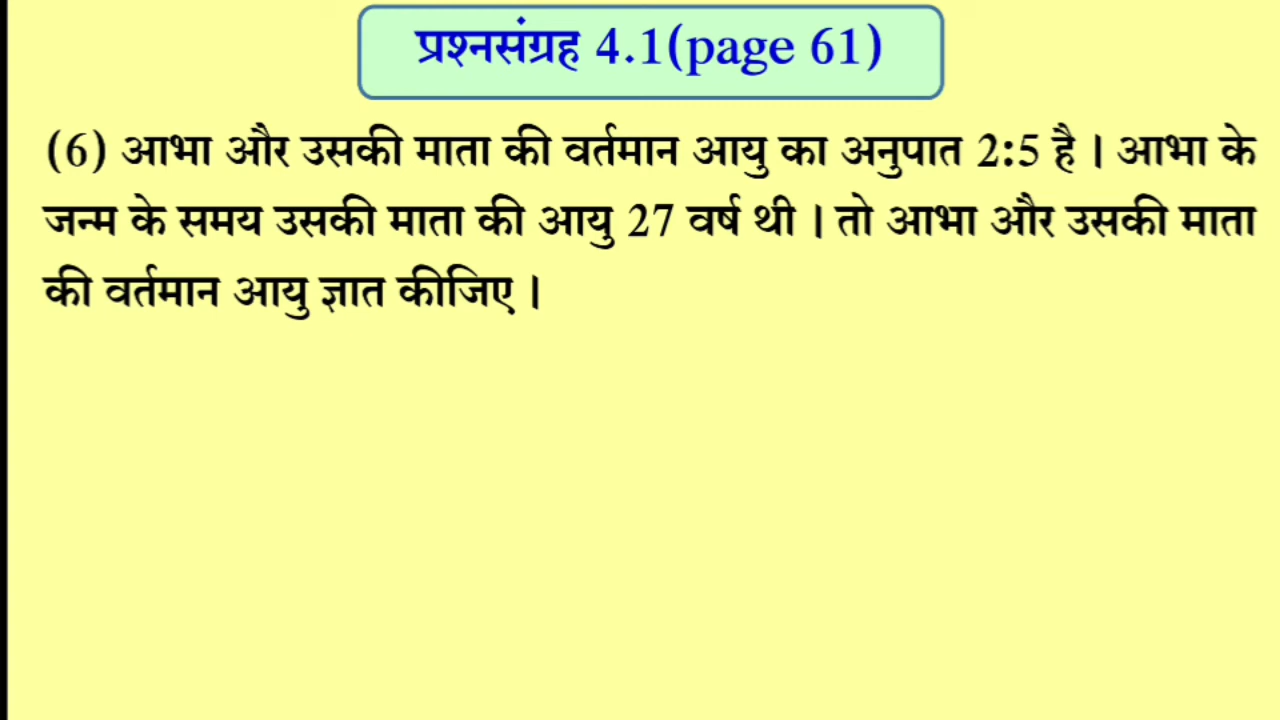 प्रश्नसंग्रह 4.1(page 61)
(6) आभा और उसकी माता की वर्तमान आयु का अनुपात 2:5 है । आभा के
जन्म के समय उसकी माता की आयु 27 वर्ष थी । तो आभा और उसकी माता
की वर्तमान आयु ज्ञात कीजिए ।